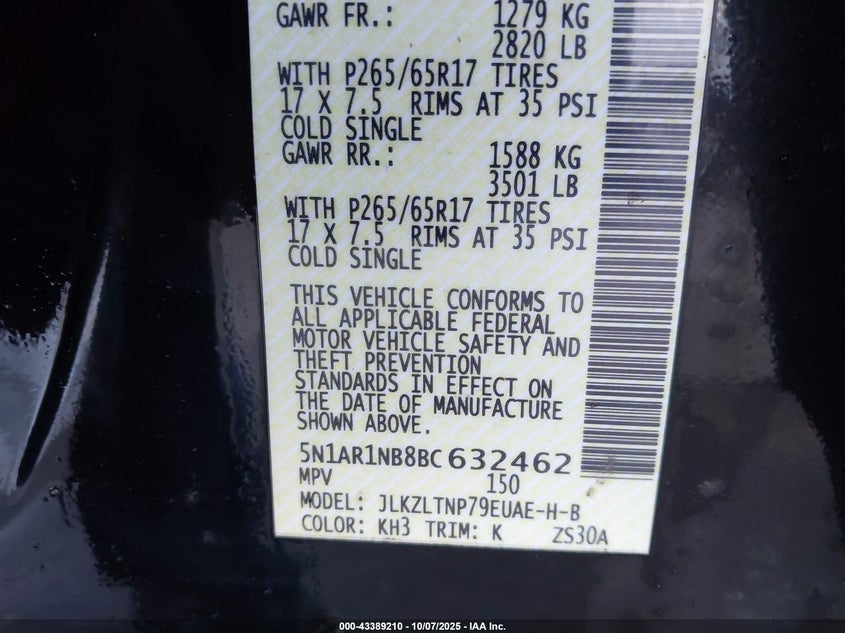 GAWR FR.: 1279 KG
2820 LB
WITH P265/65R17 TIRES
17 X 7.5 RIMS AT 35 PSI
COLD SINGLE
GAWR RR.: 1588 KG
3501 LB
WITH P265/65R17 TIRES
17 X 7.5 RIMS AT 35 PSI
COLD SINGLE
THIS VEHICLE CONFORMS TO
ALL APPLICABLE FEDERAL
MOTOR VEHICLE SAFETY AND
THEFT PREVENTION
STANDARDS IN EFFECT ON
THE DATE OF MANUFACTURE
SHOWN ABOVE.
5N1AR1NB8BC632462
MPV 150
MODEL: JLKZLTNP79EUAE-H-B
COLOR: KH3 TRIM: K ZS30A
000-43389210 - 10/07/2025 - IAA Inc.